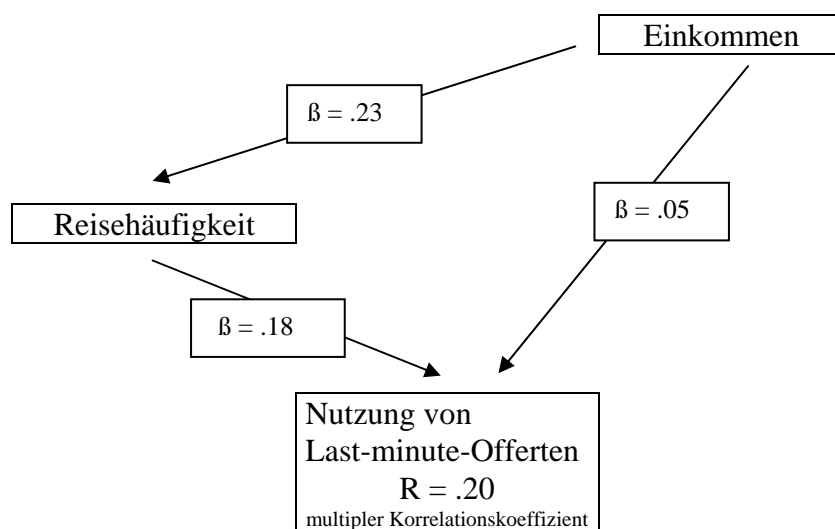 Einkommen
ß = .23
Reisehäufigkeit
ß = .05
ß = .18
Nutzung von
Last-minute-Offerten
R = .20
multipler Korrelationskoeffizient